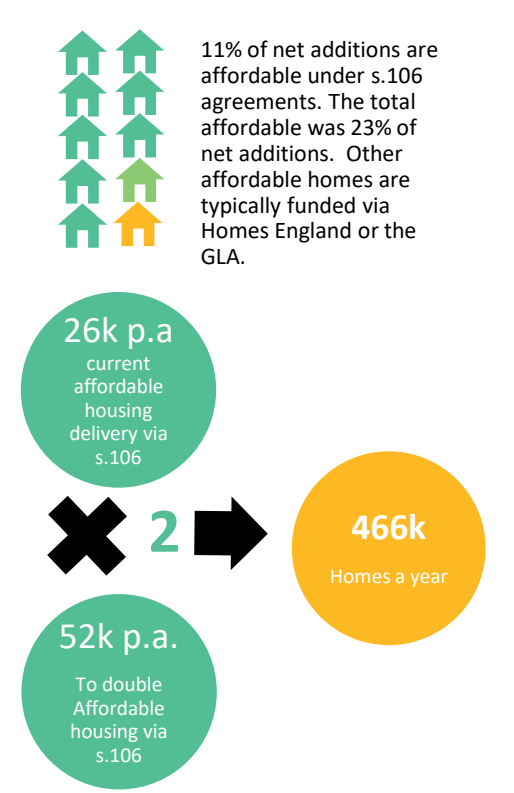 11% of net additions are
affordable under s.106
agreements. The total
affordable was 23% of
net additions.  Other
affordable homes are
typically funded via
Homes England or the
GLA.
26k p.a
current
affordable
housing
delivery via
s.106
2
466k
Homes a year
52k p.a.
To double
Affordable
housing via
s.106